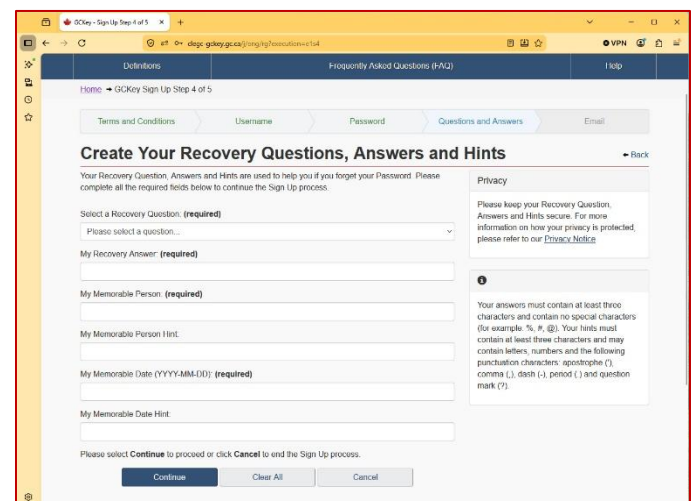 GCKey - Sign Up Step 4 of 5
clegc-gckey.gc.ca/j/eng/rg?execution=e1s4
VPN
Definitions
Frequently Asked Questions (FAQ)
Help
Home → GCKey Sign Up Step 4 of 5
Terms and Conditions
Username
Password
Questions and Answers
Email
Create Your Recovery Questions, Answers and Hints
Back
Your Recovery Question, Answers and Hints are used to help you if you forget your Password. Please
complete all the required fields below to continue the Sign Up process.
Select a Recovery Question: (required)
Please select a question...
My Recovery Answer: (required)
My Memorable Person: (required)
My Memorable Person Hint:
My Memorable Date (YYYY-MM-DD): (required)
My Memorable Date Hint:
Please select Continue to proceed or click Cancel to end the Sign Up process.
Continue
Clear All
Cancel
Privacy
Please keep your Recovery Question,
Answers and Hints secure. For more
information on how your privacy is protected,
please refer to our Privacy Notice
Your answers must contain at least three
characters and contain no special characters
(for example: %, #, @). Your hints must
contain at least three characters and may
contain letters, numbers and the following
punctuation characters: apostrophe ('),
comma (,), dash (-), period (.) and question
mark (?).